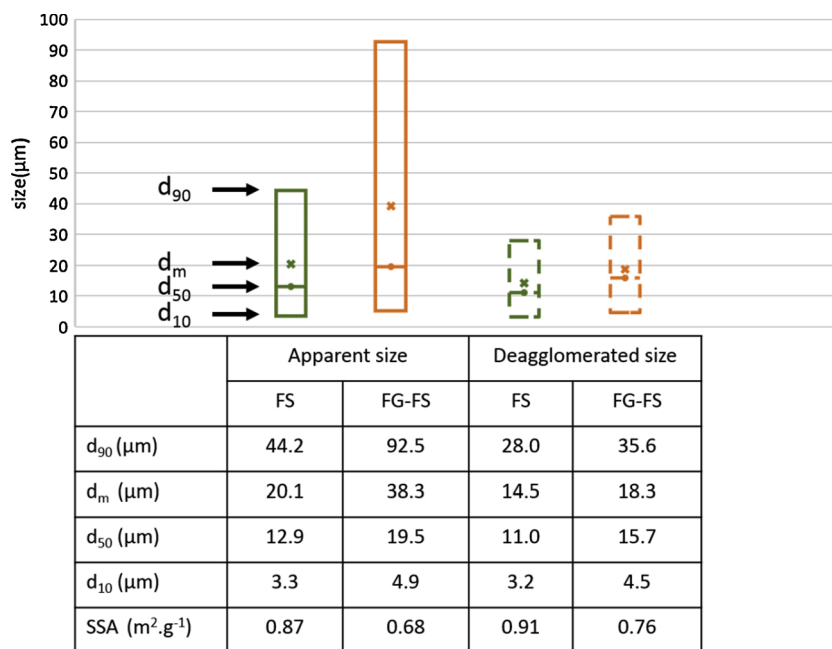 100
90
80
70
60
50
40
30
20
10
0
size(µm)
d90
dm
d50
d10
Apparent size Deagglomerated size
FS FG-FS FS FG-FS
d90 (µm) 44.2 92.5 28.0 35.6
dm (µm) 20.1 38.3 14.5 18.3
d50 (µm) 12.9 19.5 11.0 15.7
d10 (µm) 3.3 4.9 3.2 4.5
SSA (m².g⁻¹) 0.87 0.68 0.91 0.76